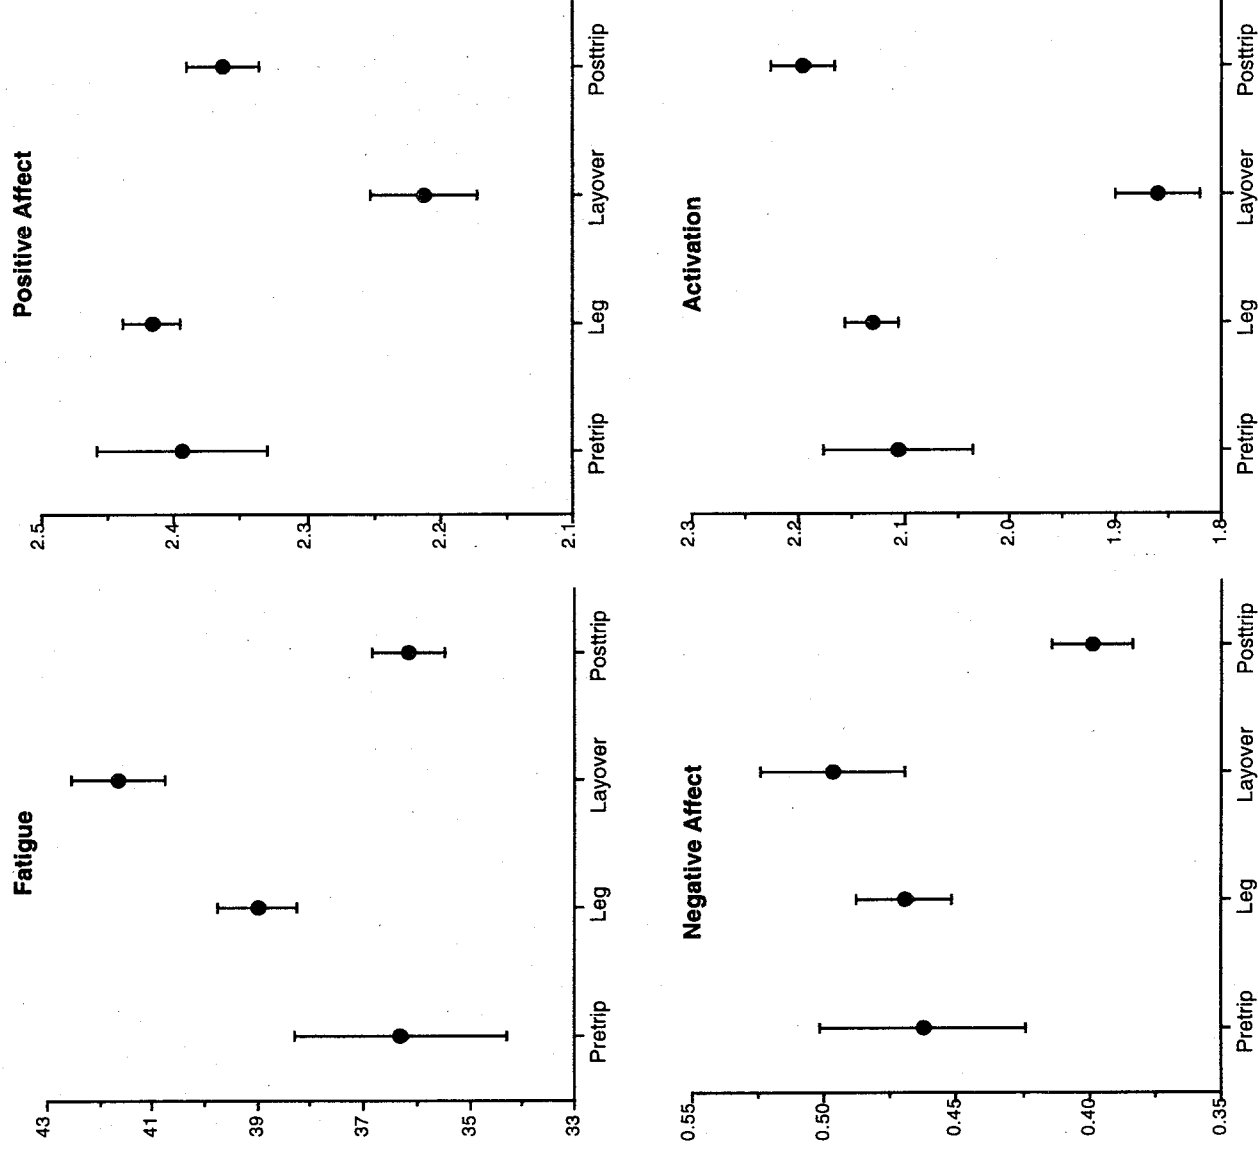 Fatigue
43
41
39
37
35
33
Pretrip
Leg
Layover
Posttrip
Positive Affect
2.5
2.4
2.3
2.2
2.1
Pretrip
Leg
Layover
Posttrip
Negative Affect
0.55
0.50
0.45
0.40
0.35
Pretrip
Leg
Layover
Posttrip
Activation
2.3
2.2
2.1
2.0
1.9
1.8
Pretrip
Leg
Layover
Posttrip